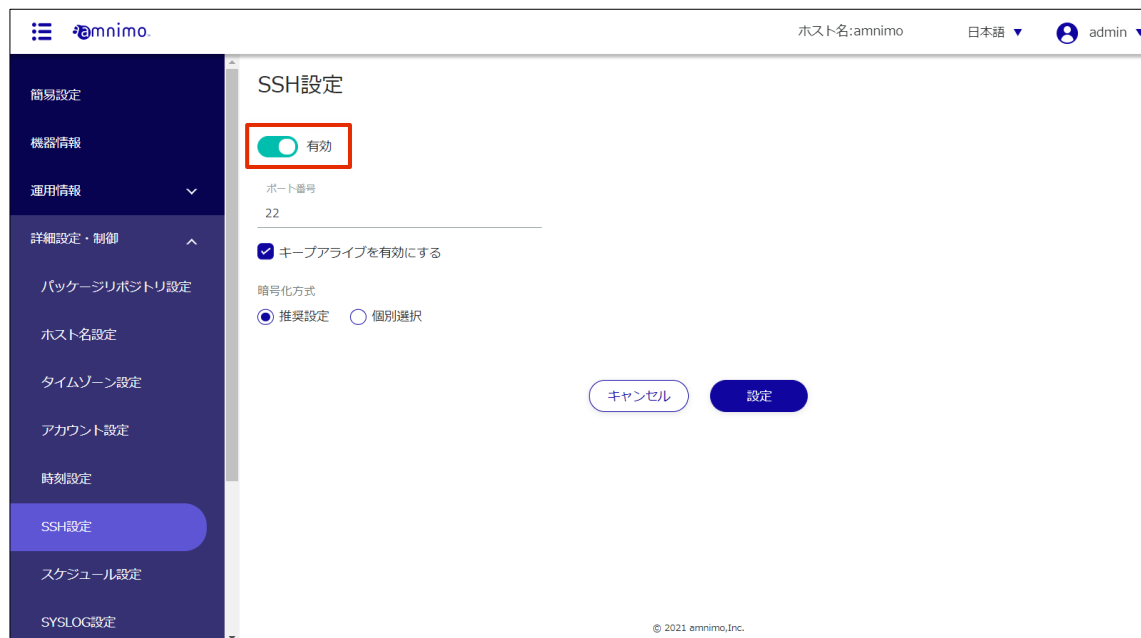 amnimo
ホスト名:amnimo
日本語 ▼
admin ▼
簡易設定
機器情報
運用情報
詳細設定・制御
パッケージリポジトリ設定
ホスト名設定
タイムゾーン設定
アカウント設定
時刻設定
SSH設定
スケジュール設定
SYSLOG設定
SSH設定
有効
ポート番号
22
キープアライブを有効にする
暗号化方式
推奨設定 個別選択
キャンセル 設定
© 2021 amnimo,Inc.